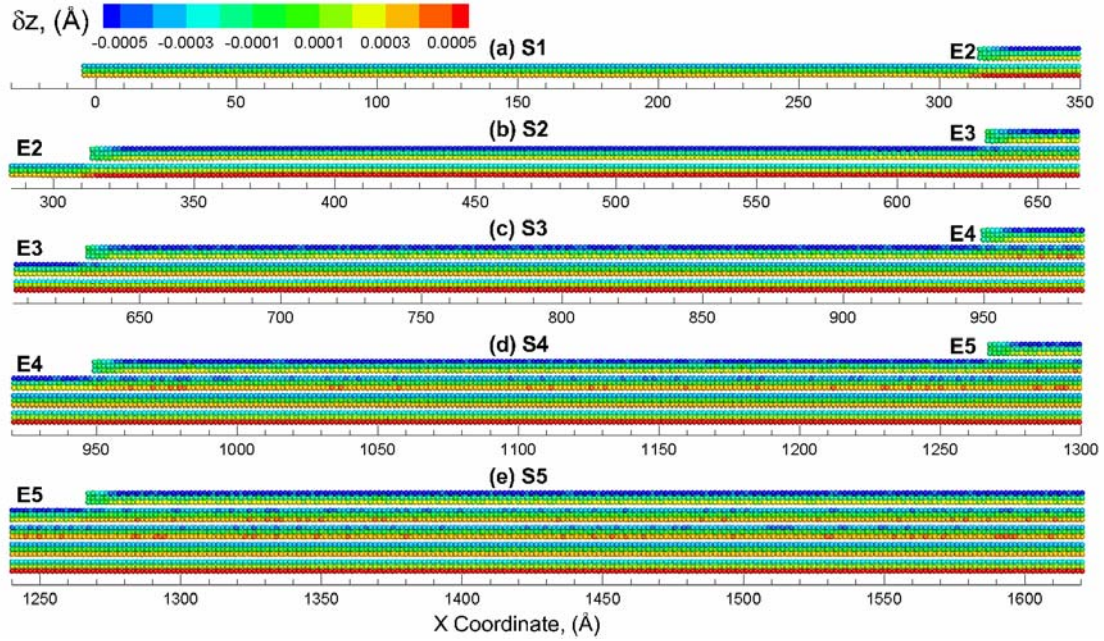 δz, (Å)
-0.0005 -0.0003 -0.0001 0.0001 0.0003 0.0005
(a) S1
E2
0 50 100 150 200 250 300 350
(b) S2
E2
E3
300 350 400 450 500 550 600 650
(c) S3
E3
E4
650 700 750 800 850 900 950
(d) S4
E4
E5
950 1000 1050 1100 1150 1200 1250 1300
(e) S5
E5
1250 1300 1350 1400 1450 1500 1550 1600
X Coordinate, (Å)